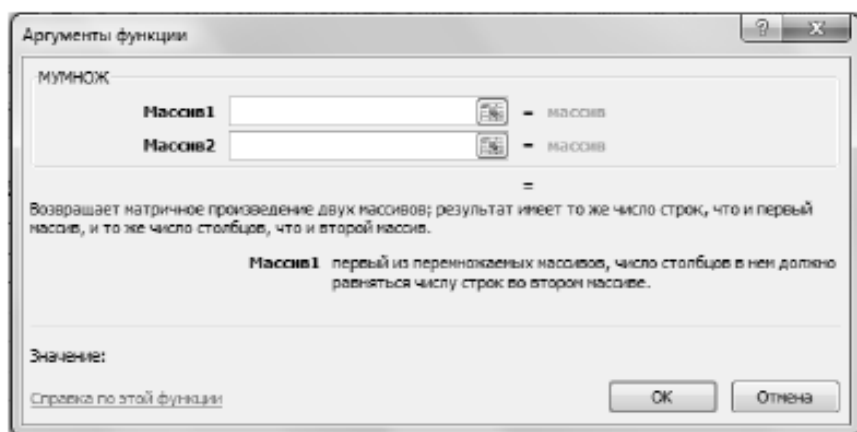 Аргументы функции
МУМНОЖ
Массив1 = массив
Массив2 = массив
=
Возвращает матричное произведение двух массивов; результат имеет то же число строк, что и первый
массив, и то же число столбцов, что и второй массив.
Массив1 первый из перемножаемых массивов, число столбцов в нем должно
равняться числу строк во втором массиве.
Значение:
Справка по этой функции
ОК
Отмена